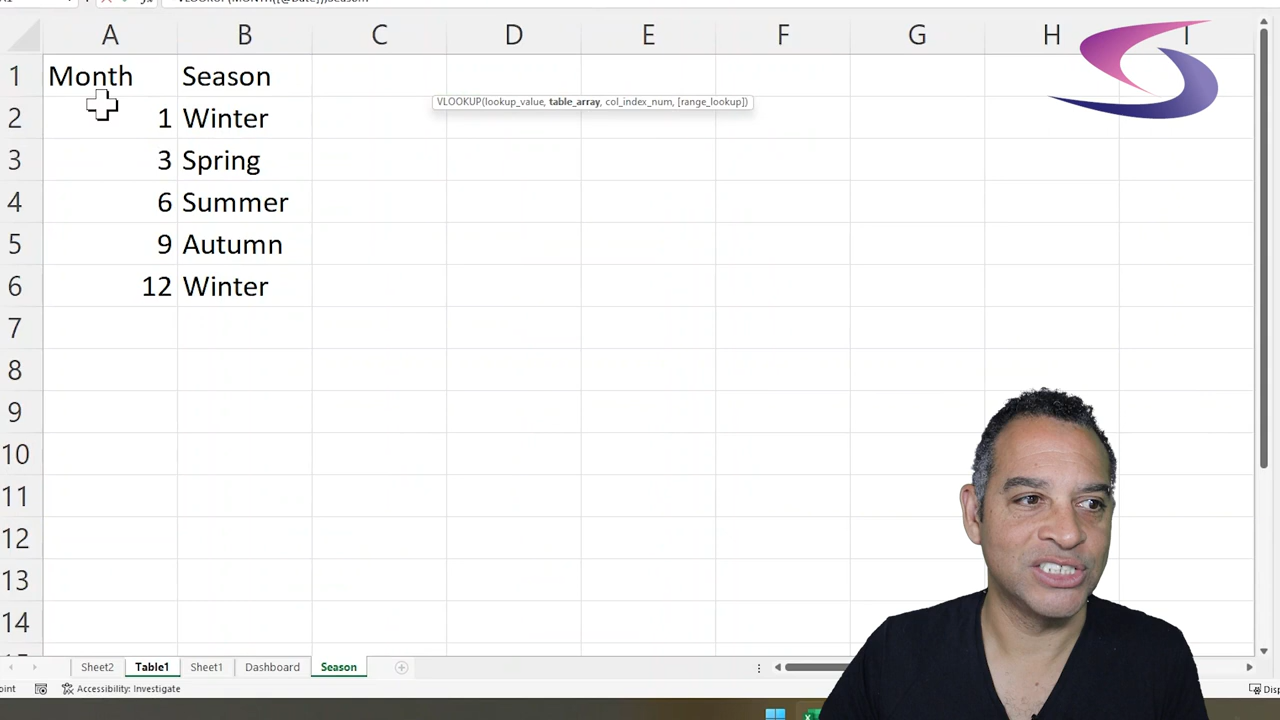 A B C D E F G H I
1 Month Season
VLOOKUP(lookup_value, table_array, col_index_num, [range_lookup])
2 1 Winter
3 3 Spring
4 6 Summer
5 9 Autumn
6 12 Winter
7
8
9
10
11
12
13
14
Sheet2 Table1 Sheet1 Dashboard Season
Accessibility: Investigate